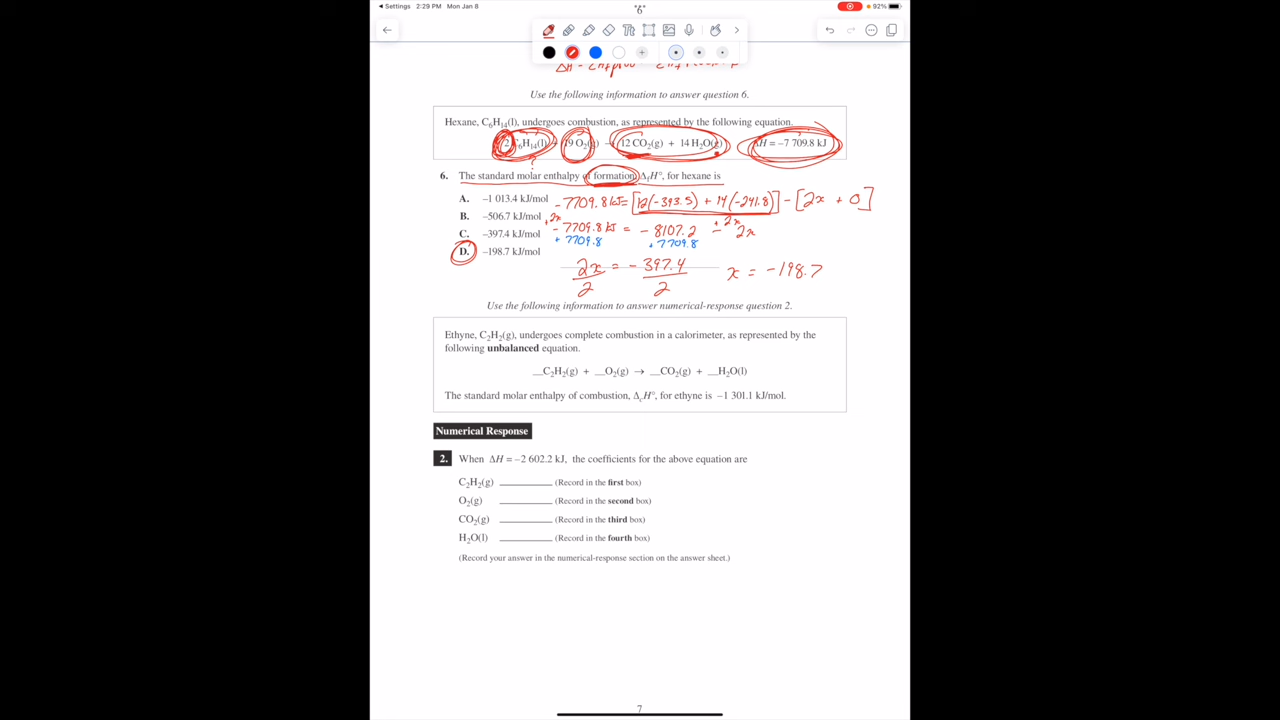 Settings 2:29 PM Mon Jan 8 "6" 92%
Use the following information to answer question 6.
Hexane, C₆H₁₄(l), undergoes combustion, as represented by the following equation.
2 C₆H₁₄(l) + 19 O₂(g) → 12 CO₂(g) + 14 H₂O(g) ΔH = −7 709.8 kJ
?
6. The standard molar enthalpy of formation, ΔfH°, for hexane is
A. −1 013.4 kJ/mol
-7709.8 kJ = [12(-393.5) + 14(-241.8)] - [2x + 0]
B. −506.7 kJ/mol
+2x +2x
C. −397.4 kJ/mol
-7709.8 kJ = -8107.2 - 2x
+7709.8 +7709.8
D. −198.7 kJ/mol
2x = -397.4 x = -198.7
2 2
Use the following information to answer numerical-response question 2.
Ethyne, C₂H₂(g), undergoes complete combustion in a calorimeter, as represented by the
following unbalanced equation.
__C₂H₂(g) + __O₂(g) → __CO₂(g) + __H₂O(l)
The standard molar enthalpy of combustion, ΔcH°, for ethyne is −1 301.1 kJ/mol.
Numerical Response
2. When ΔH = −2 602.2 kJ, the coefficients for the above equation are
C₂H₂(g) ________ (Record in the first box)
O₂(g) ________ (Record in the second box)
CO₂(g) ________ (Record in the third box)
H₂O(l) ________ (Record in the fourth box)
(Record your answer in the numerical-response section on the answer sheet.)
7